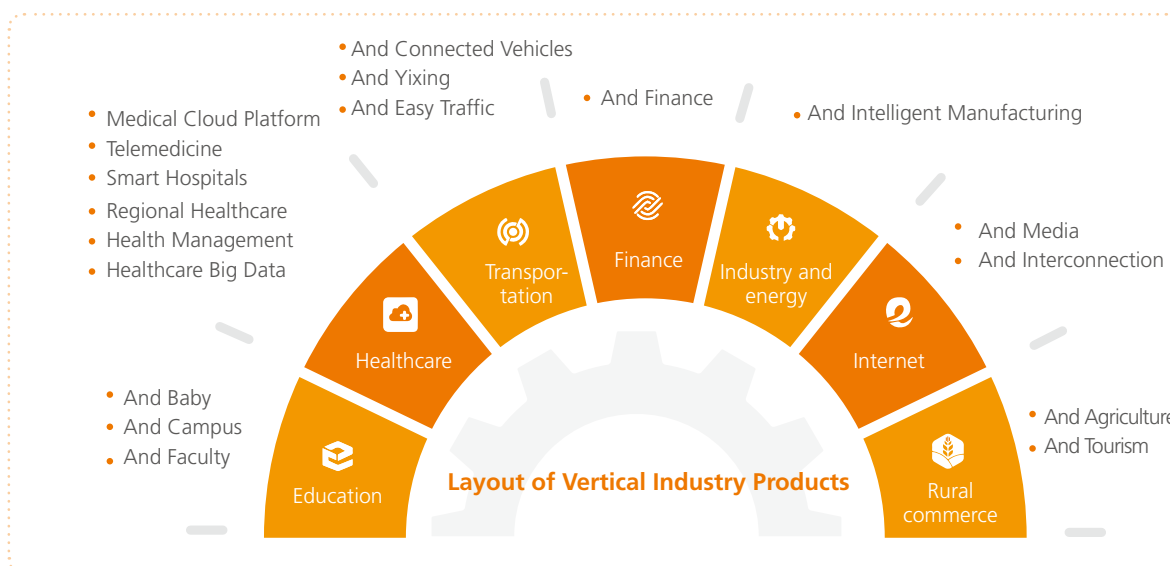 And Connected Vehicles
And Yixing
And Easy Traffic
And Finance
And Intelligent Manufacturing
Medical Cloud Platform
Telemedicine
Smart Hospitals
Regional Healthcare
Health Management
Healthcare Big Data
And Media
And Interconnection
And Baby
And Campus
And Faculty
And Agriculture
And Tourism
Education
Healthcare
Transpor-
tation
Finance
Industry and
energy
Internet
Rural
commerce
Layout of Vertical Industry Products